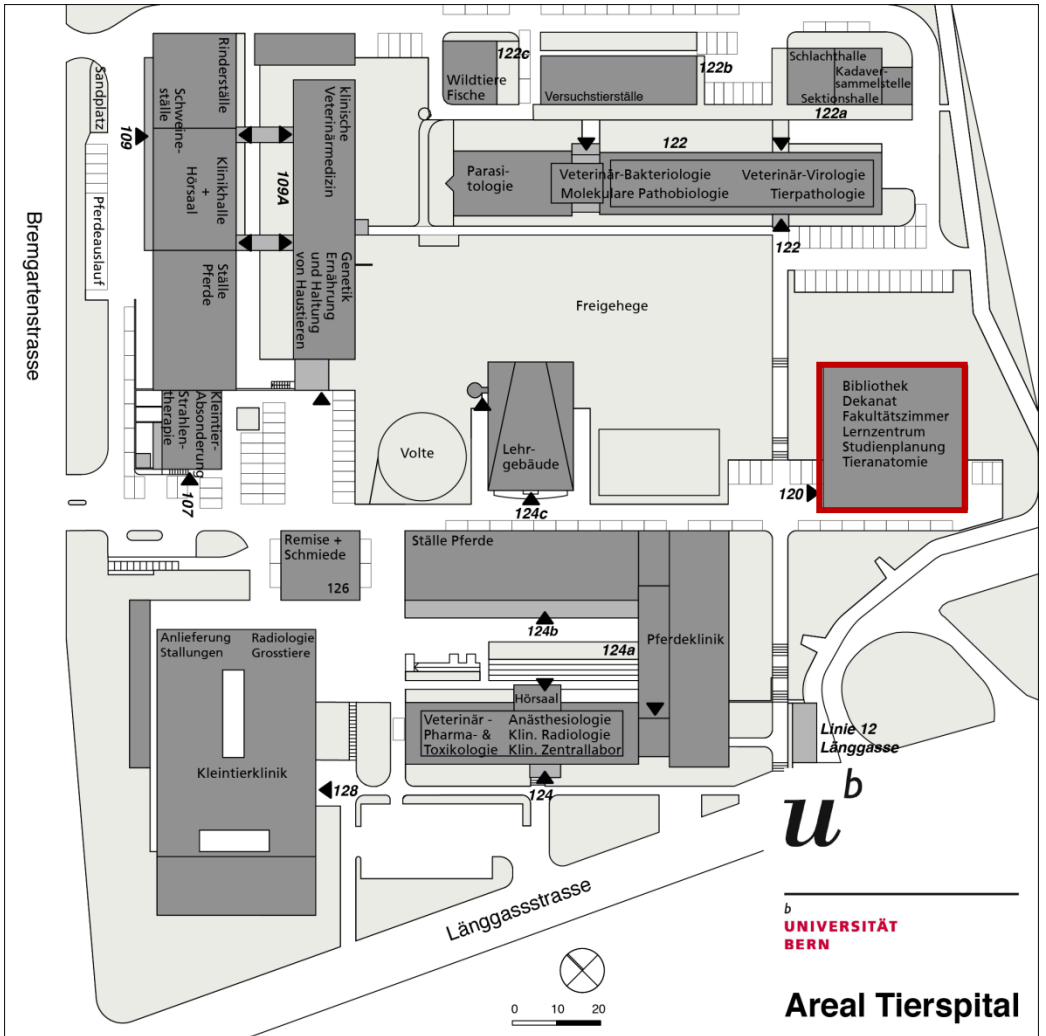 Sandplatz
109
Pferdeauslauf
Bremgartenstrasse
Rinderställe
Schweine-
ställe
Klinikhalle
+
Hörsaal
Ställe
Pferde
109A
klinische
Veterinärmedizin
Genetik
Ernährung
und Haltung
von Haustieren
Kleintier-
Absonderung
Strahlen-
therapie
107
Wildtiere
Fische
122c
Versuchstierställe
122b
Schlachthalle
Kadaver-
sammelstelle
Sektionshalle
122a
122
Parasi-
tologie
Veterinär-Bakteriologie
Molekulare Pathobiologie
Veterinär-Virologie
Tierpathologie
122
Freigehege
Volte
Lehr-
gebäude
124c
Bibliothek
Dekanat
Fakultätszimmer
Lernzentrum
Studienplanung
Tieranatomie
120
Remise +
Schmiede
126
Ställe Pferde
124b
124a
Pferdeklinik
Anlieferung
Stallungen
Radiologie
Grosstiere
Kleintierklinik
128
Hörsaal
Veterinär -
Pharma- &
Toxikologie
Anästhesiologie
Klin. Radiologie
Klin. Zentrallabor
124
Linie 12
Länggasse
Länggassstrasse
u b
b
UNIVERSITÄT
BERN
0 10 20
Areal Tierspital